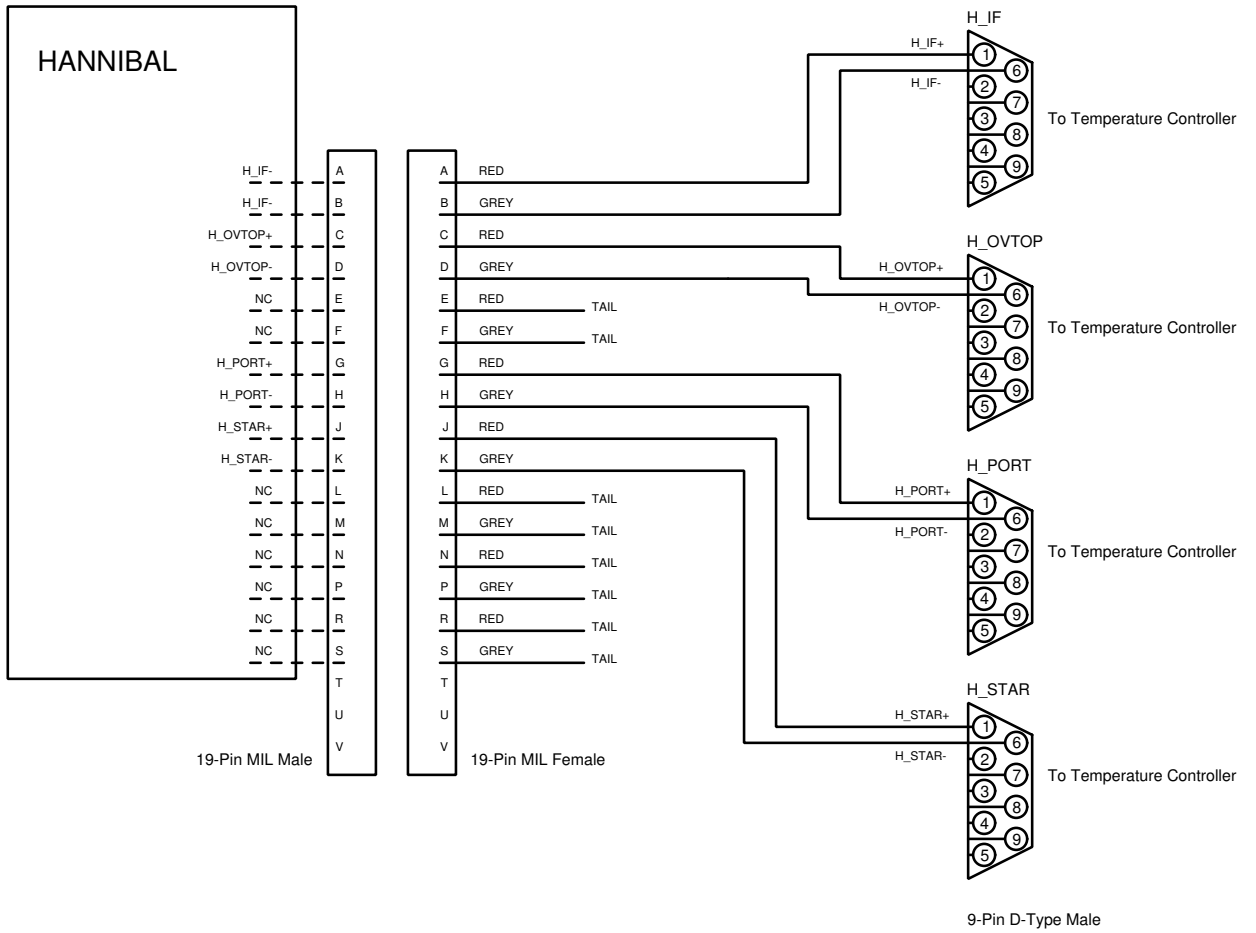 H_IF
H_IF+
HANNIBAL
H_IF-
1
6
2
7
3
8
4
9
5
To Temperature Controller
H_IF- A A RED
H_IF- B B GREY
H_OVTOP+ C C RED
H_OVTOP- D D GREY
NC E E RED TAIL
NC F F GREY TAIL
H_PORT+ G G RED
H_PORT- H H GREY
H_STAR+ J J RED
H_STAR- K K GREY
NC L L RED TAIL
NC M M GREY TAIL
NC N N RED TAIL
NC P P GREY TAIL
NC R R RED TAIL
NC S S GREY TAIL
T T
U U
V V
19-Pin MIL Male
19-Pin MIL Female
H_OVTOP
H_OVTOP+
H_OVTOP-
1
6
2
7
3
8
4
9
5
To Temperature Controller
H_PORT
H_PORT+
H_PORT-
1
6
2
7
3
8
4
9
5
To Temperature Controller
H_STAR
H_STAR+
H_STAR-
1
6
2
7
3
8
4
9
5
To Temperature Controller
9-Pin D-Type Male